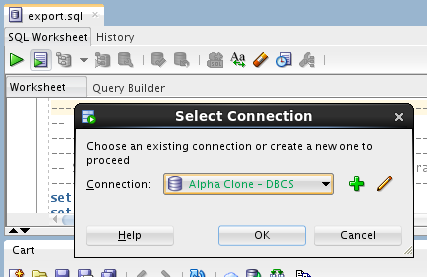 export.sql
SQL Worksheet History
Aa
Worksheet Query Builder
Select Connection
Choose an existing connection or create a new one to
proceed
Connection: Alpha Clone - DBCS
Help OK Cancel
set
set
Cart